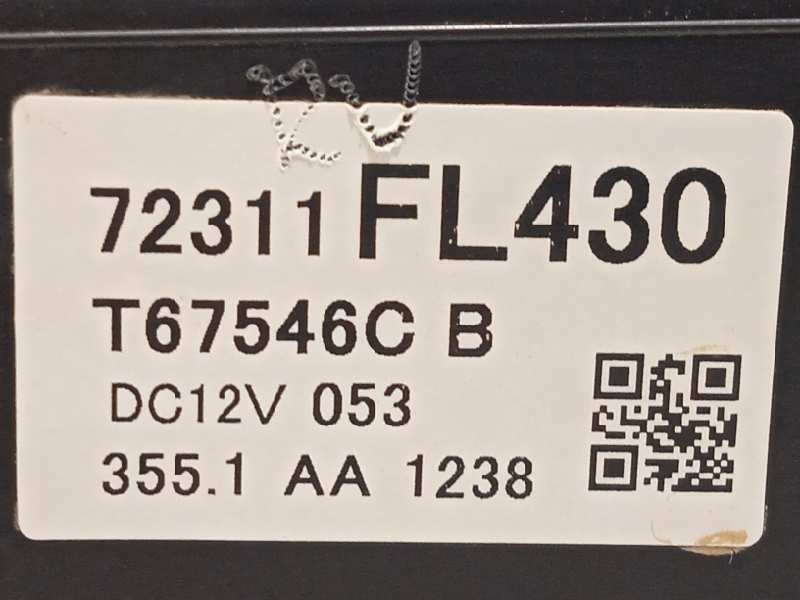 72311FL430
T67546C B
DC12V 053
355.1 AA 1238